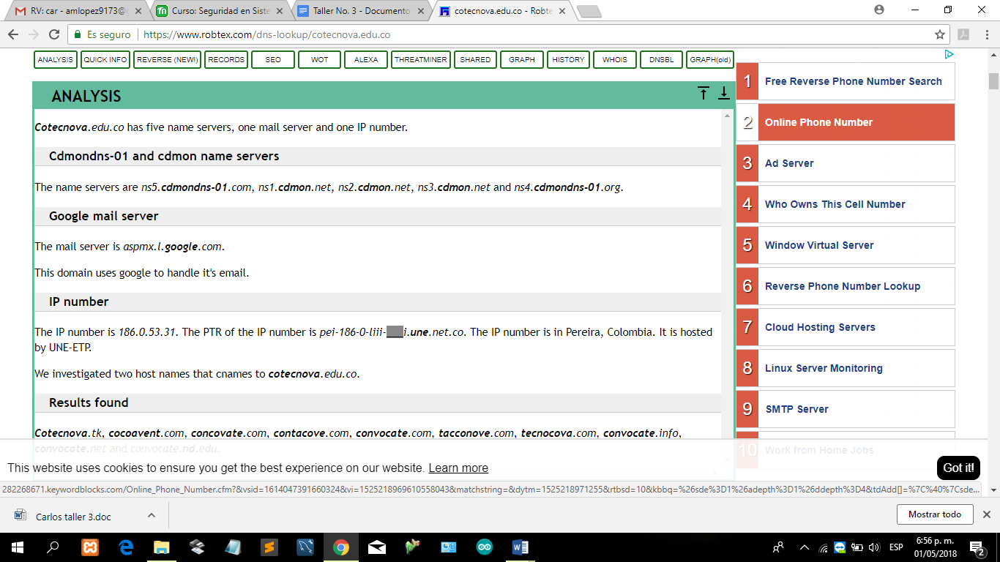 RV: car - amlopez9173@g
Curso: Seguridad en Siste
Taller No. 3 - Documento
cotecnova.edu.co - Robte
Es seguro
https://www.robtex.com/dns-lookup/cotecnova.edu.co
ANALYSIS
QUICK INFO
REVERSE (NEW!)
RECORDS
SEO
WOT
ALEXA
THREATMINER
SHARED
GRAPH
HISTORY
WHOIS
DNSBL
GRAPH(old)
ANALYSIS
Cotecnova.edu.co has five name servers, one mail server and one IP number.
Cdmondns-01 and cdmon name servers
The name servers are ns5.cdmondns-01.com, ns1.cdmon.net, ns2.cdmon.net, ns3.cdmon.net and ns4.cdmondns-01.org.
Google mail server
The mail server is aspmx.l.google.com.
This domain uses google to handle it's email.
IP number
The IP number is 186.0.53.31. The PTR of the IP number is pei-186-0-liii-i.une.net.co. The IP number is in Pereira, Colombia. It is hosted
by UNE-ETP.
We investigated two host names that cnames to cotecnova.edu.co.
Results found
Cotecnova.tk, cocoavent.com, concovate.com, contacove.com, convocate.com, tacconove.com, tecnocova.com, convocate.info,
convocate.net and convocate.nd.edu.
1 Free Reverse Phone Number Search
2 Online Phone Number
3 Ad Server
4 Who Owns This Cell Number
5 Window Virtual Server
6 Reverse Phone Number Lookup
7 Cloud Hosting Servers
8 Linux Server Monitoring
9 SMTP Server
10 Work from Home Jobs
This website uses cookies to ensure you get the best experience on our website. Learn more
Got it!
282268671.keywordblocks.com/Online_Phone_Number.cfm?&vsid=1614047391660324&vi=1525218969610558043&matchstring=&dytm=1525218971255&rtbsd=10&kbbq=%26sde%3D1%26adepth%3D1%26ddepth%3D4&tdAdd[]=%7C%40%7Csde...
Carlos taller 3.doc
Mostrar todo
ESP
6:56 p. m.
01/05/2018
2